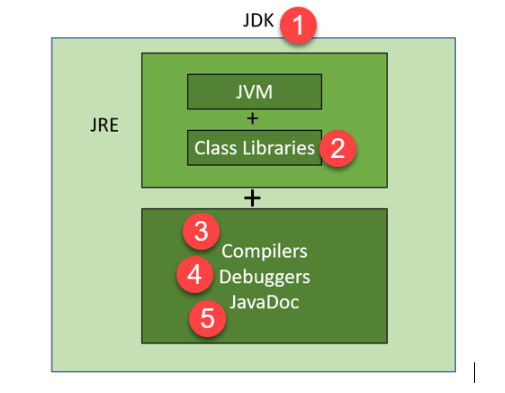 JDK 1
JVM
JRE
+
Class Libraries 2
+
3
Compilers
4 Debuggers
JavaDoc
5